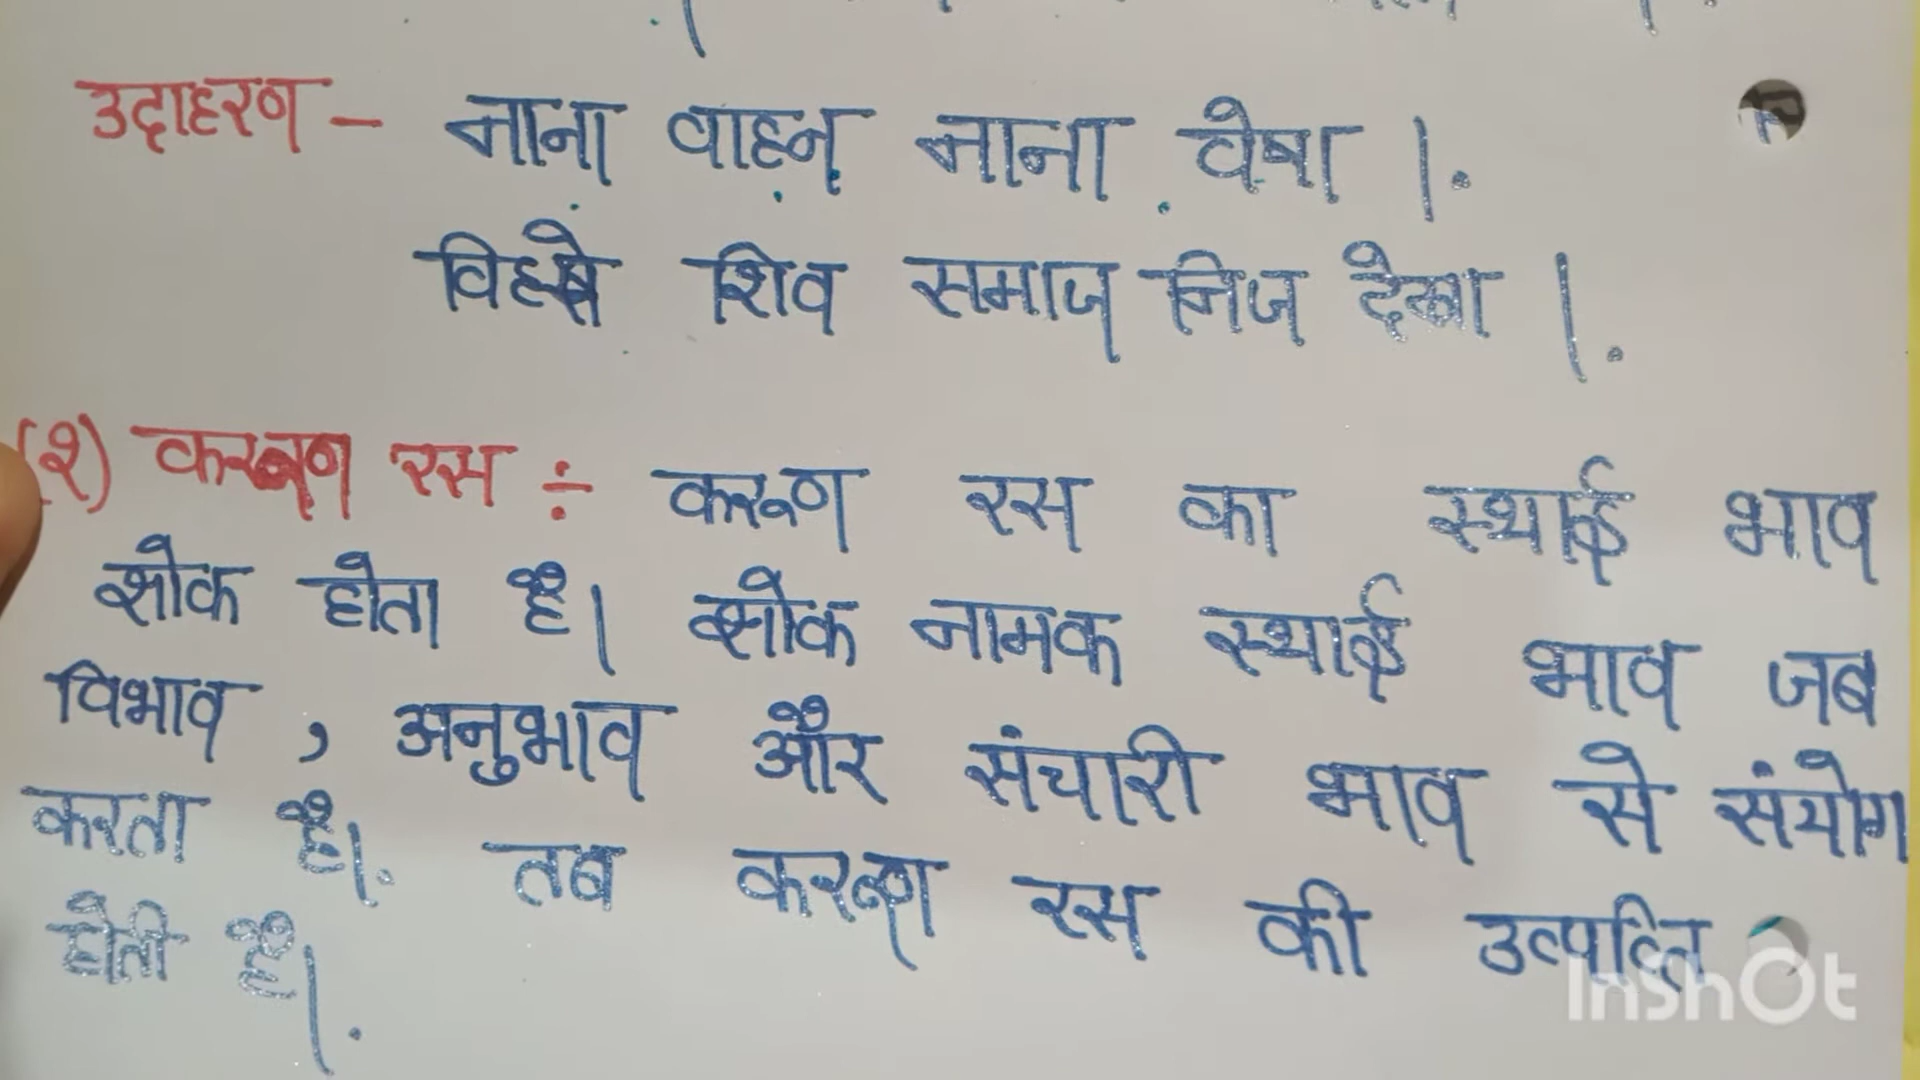 उदाहरण - नाना वाहन नाना वेषा ।.
विहसे शिव समाज निज देखा ।.
(२) करूण रस ÷ करूण रस का स्थाई भाव
शोक होता है। शोक नामक स्थाई भाव जब
विभाव , अनुभाव और संचारी भाव से संयोग
करता है।. तब करूण रस की उत्पत्ति
होती है।.
InShOt